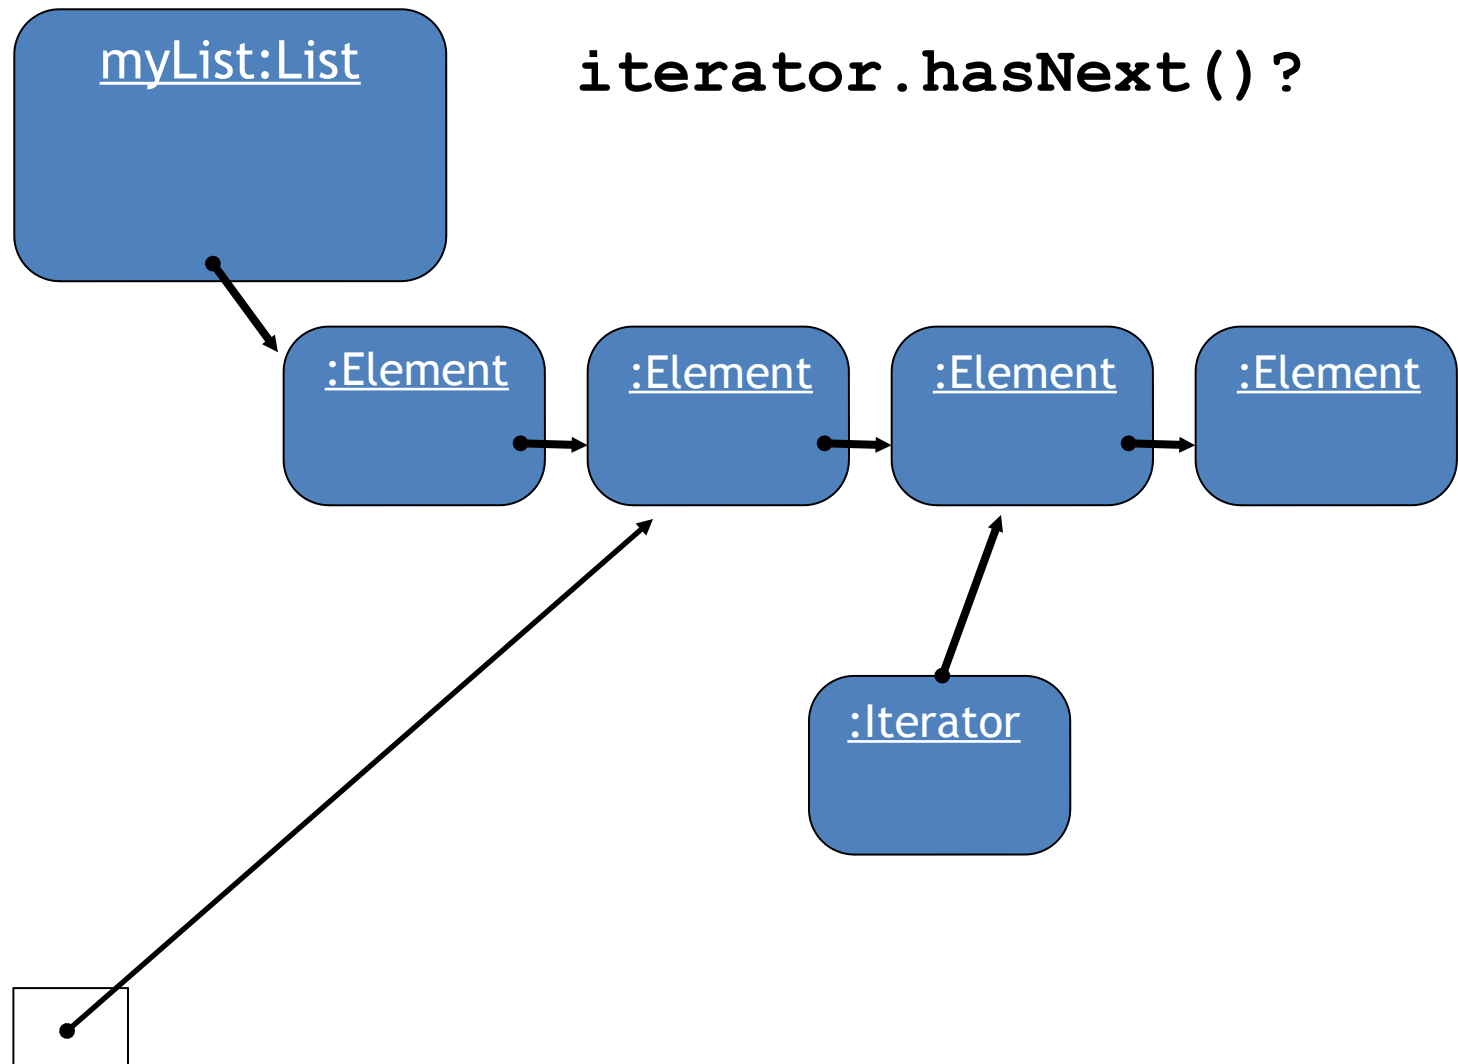 myList:List
iterator.hasNext()?
:Element
:Element
:Element
:Element
:Iterator